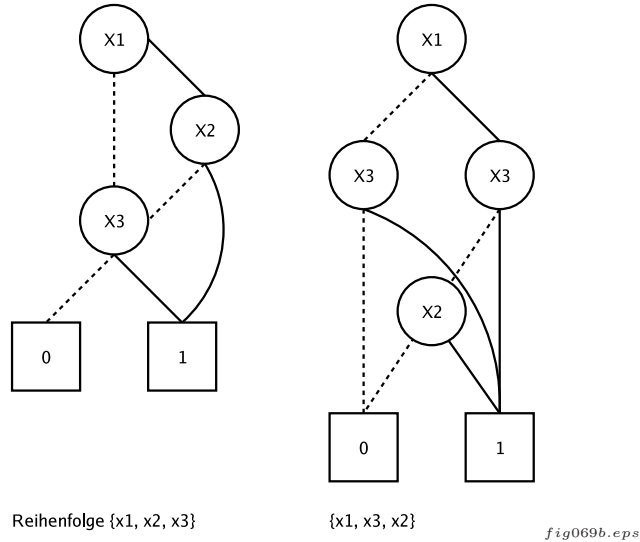 X1
X1
X2
X3
X3
X3
X2
0
1
0
1
Reihenfolge {x1, x2, x3}
{x1, x3, x2}
fig069b.eps